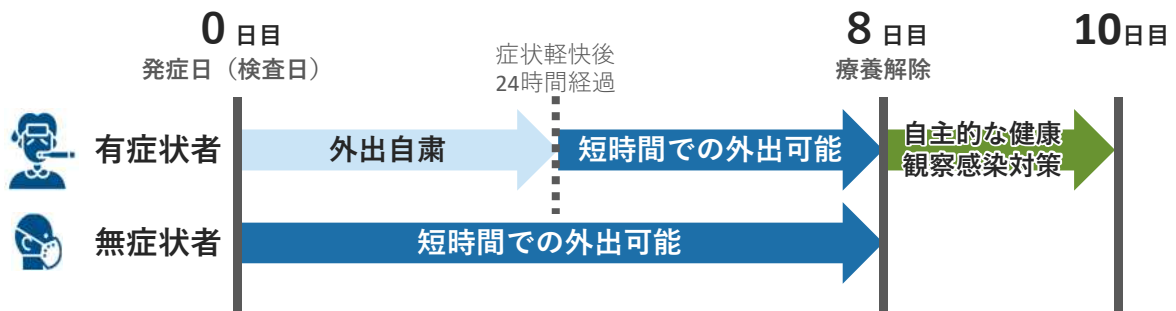 0 日目
発症日（検査日）
症状軽快後
24時間経過
8 日目
療養解除
10日目
有症状者
外出自粛
短時間での外出可能
自主的な健康
観察感染対策
無症状者
短時間での外出可能